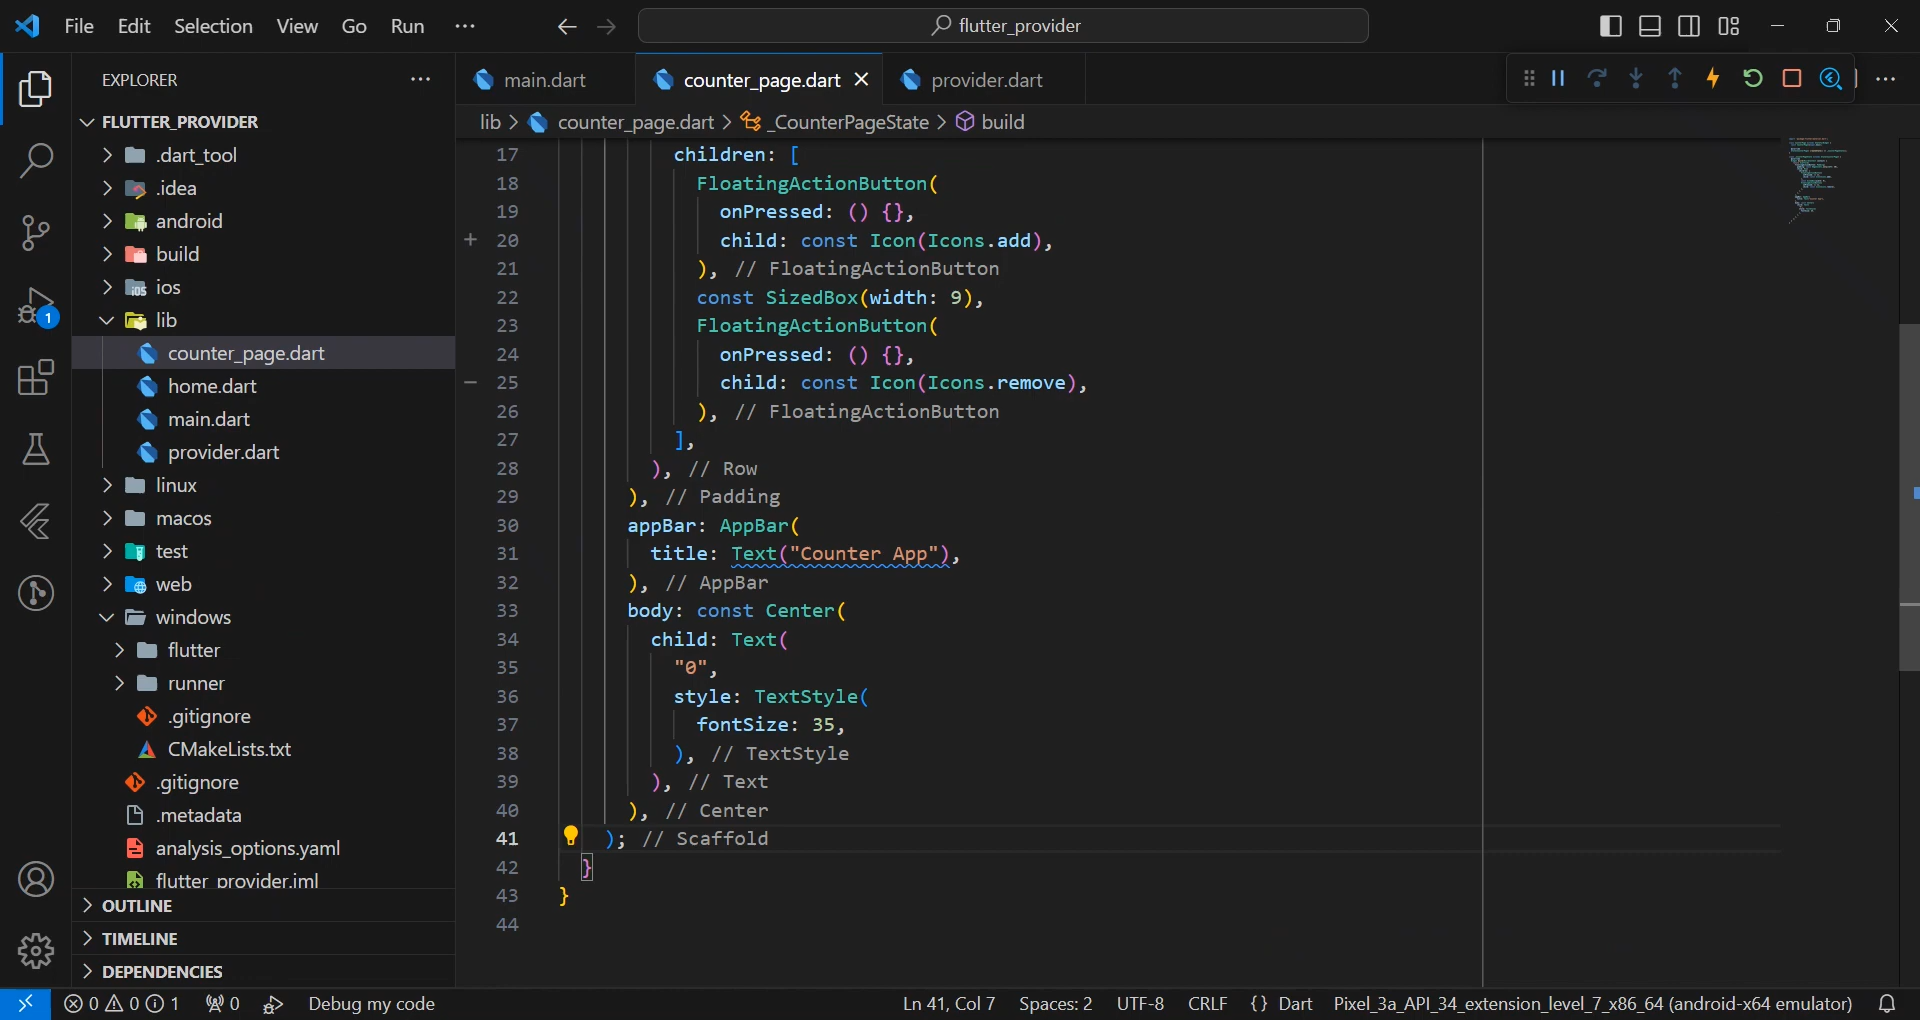 File Edit Selection View Go Run ··· flutter_provider
EXPLORER ···
FLUTTER_PROVIDER
.dart_tool
.idea
android
build
ios
lib
counter_page.dart
home.dart
main.dart
provider.dart
linux
macos
test
web
windows
flutter
runner
.gitignore
CMakeLists.txt
.gitignore
.metadata
analysis_options.yaml
flutter_provider.iml
OUTLINE
TIMELINE
DEPENDENCIES
1
main.dart counter_page.dart provider.dart
lib > counter_page.dart > _CounterPageState > build
17 children: [
18 FloatingActionButton(
19 onPressed: () {},
20 child: const Icon(Icons.add),
21 ), // FloatingActionButton
22 const SizedBox(width: 9),
23 FloatingActionButton(
24 onPressed: () {},
25 child: const Icon(Icons.remove),
26 ), // FloatingActionButton
27 ],
28 ), // Row
29 ), // Padding
30 appBar: AppBar(
31 title: Text("Counter App"),
32 ), // AppBar
33 body: const Center(
34 child: Text(
35 "0",
36 style: TextStyle(
37 fontSize: 35,
38 ), // TextStyle
39 ), // Text
40 ), // Center
41 ); // Scaffold
42 }
43 }
44
0 0 1 0 Debug my code Ln 41, Col 7 Spaces: 2 UTF-8 CRLF {} Dart Pixel_3a_API_34_extension_level_7_x86_64 (android-x64 emulator)